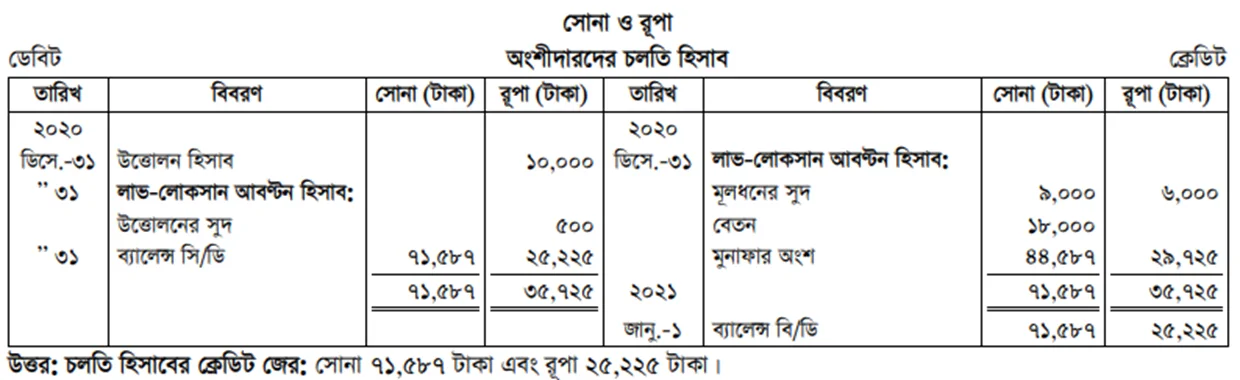 সোনা ও রূপা
ডেবিট অংশীদারদের চলতি হিসাব ক্রেডিট
তারিখ বিবরণ সোনা (টাকা) রূপা (টাকা) তারিখ বিবরণ সোনা (টাকা) রূপা (টাকা)
২০২০ ২০২০
ডিসে.-৩১ উত্তোলন হিসাব ১০,০০০ ডিসে.-৩১ লাভ-লোকসান আবণ্টন হিসাব:
” ৩১ লাভ-লোকসান আবণ্টন হিসাব: মূলধনের সুদ ৯,০০০ ৬,০০০
উত্তোলনের সুদ ৫০০ বেতন ১৮,০০০
” ৩১ ব্যালেন্স সি/ডি ৭১,৫৮৭ ২৫,২২৫ মুনাফার অংশ ৪৪,৫৮৭ ২৯,৭২৫
৭১,৫৮৭ ৩৫,৭২৫ ২০২১ ৭১,৫৮৭ ৩৫,৭২৫
জানু.-১ ব্যালেন্স বি/ডি ৭১,৫৮৭ ২৫,২২৫
উত্তর: চলতি হিসাবের ক্রেডিট জের: সোনা ৭১,৫৮৭ টাকা এবং রূপা ২৫,২২৫ টাকা।